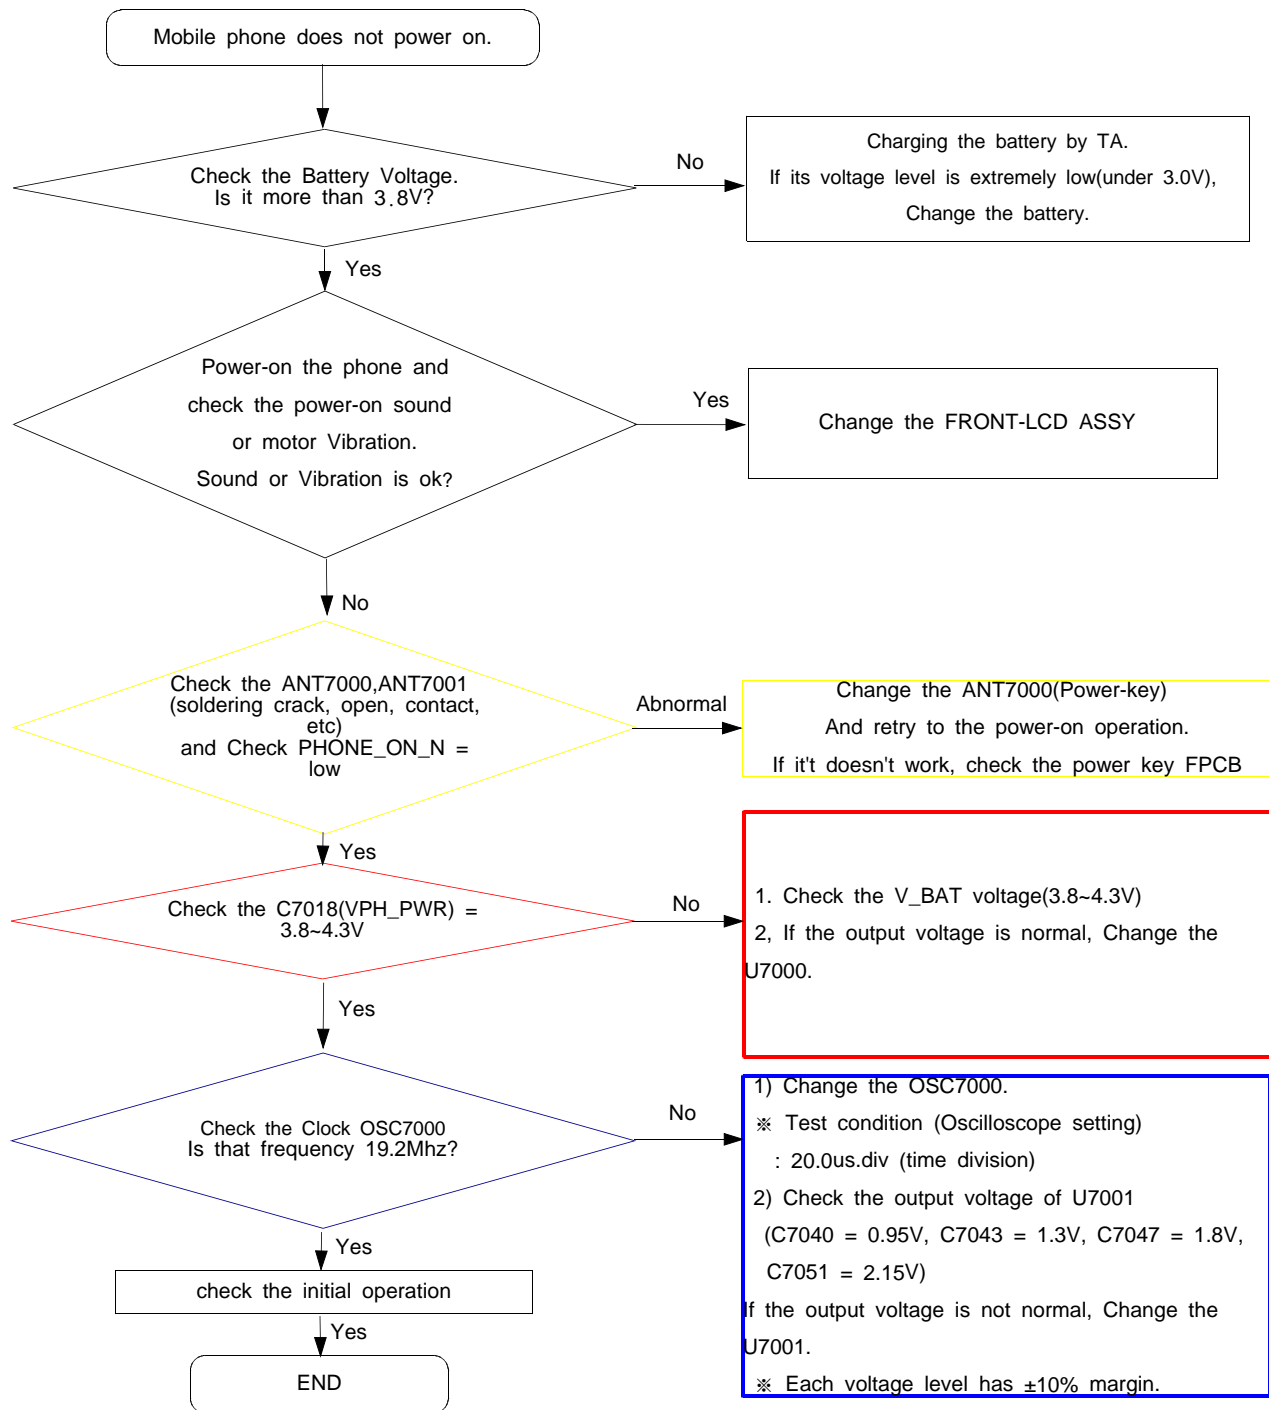 Mobile phone does not power on.
Check the Battery Voltage.
Is it more than 3.8V?
No
Charging the battery by TA.
If its voltage level is extremely low(under 3.0V),
Change the battery.
Yes
Power-on the phone and
check the power-on sound
or motor Vibration.
Sound or Vibration is ok?
Yes
Change the FRONT-LCD ASSY
No
Check the ANT7000,ANT7001
(soldering crack, open, contact,
etc)
and Check PHONE_ON_N =
low
Abnormal
Change the ANT7000(Power-key)
And retry to the power-on operation.
If it't doesn't work, check the power key FPCB
Yes
Check the C7018(VPH_PWR) =
3.8~4.3V
No
1. Check the V_BAT voltage(3.8~4.3V)
2, If the output voltage is normal, Change the
U7000.
Yes
Check the Clock OSC7000
Is that frequency 19.2Mhz?
No
1) Change the OSC7000.
※ Test condition (Oscilloscope setting)
: 20.0us.div (time division)
2) Check the output voltage of U7001
(C7040 = 0.95V, C7043 = 1.3V, C7047 = 1.8V,
C7051 = 2.15V)
If the output voltage is not normal, Change the
U7001.
※ Each voltage level has ±10% margin.
Yes
check the initial operation
Yes
END